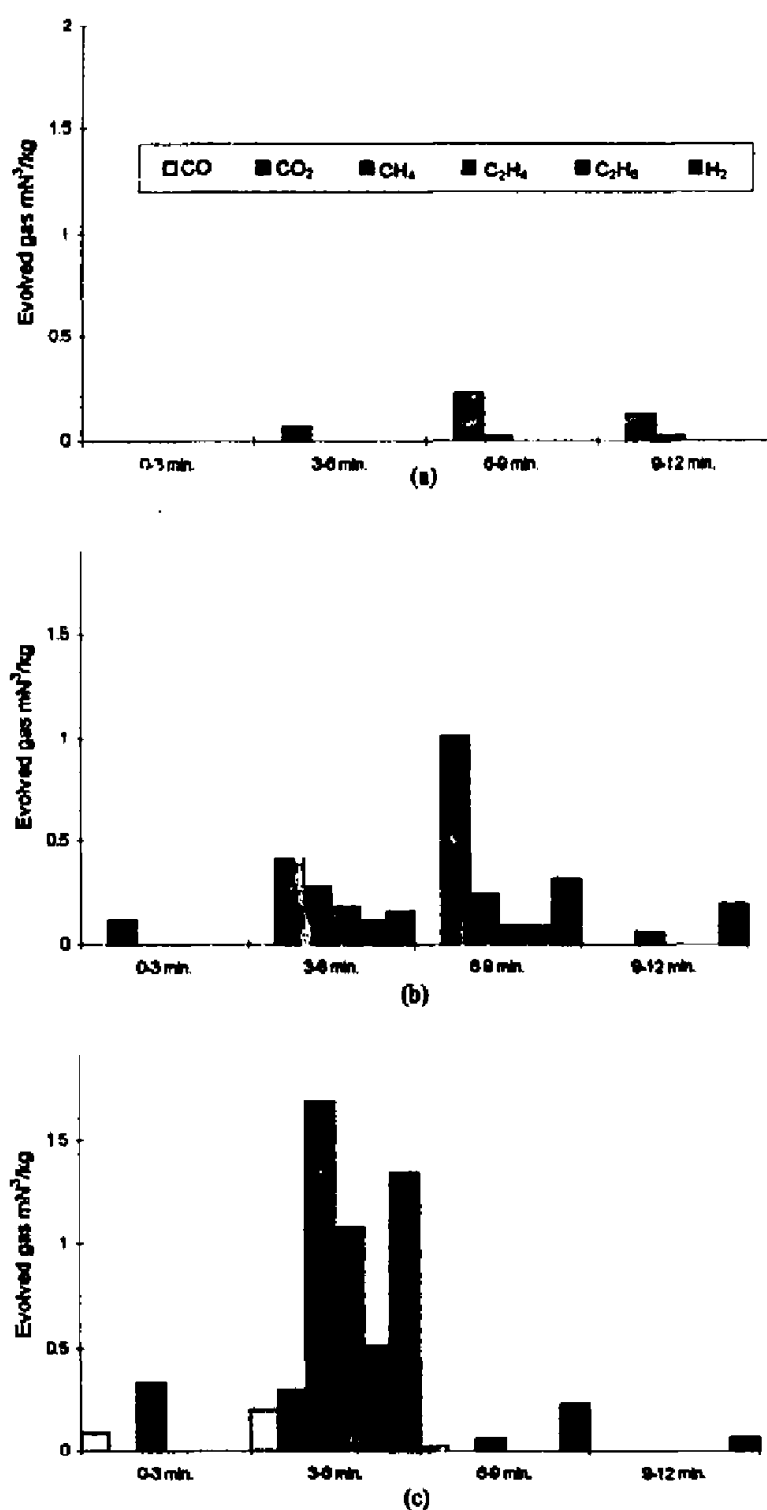 2
1.5
CO CO₂ CH₄ C₂H₄ C₂H₆ H₂
1
0.5
0
Evolved gas mN³/kg
0-3 min. 3-6 min. 6-9 min. 9-12 min.
(a)
1.5
1
0.5
0
Evolved gas mN³/kg
0-3 min. 3-6 min. 6-9 min. 9-12 min.
(b)
1.5
1
0.5
0
Evolved gas mN³/kg
0-3 min. 3-6 min. 6-9 min. 9-12 min.
(c)